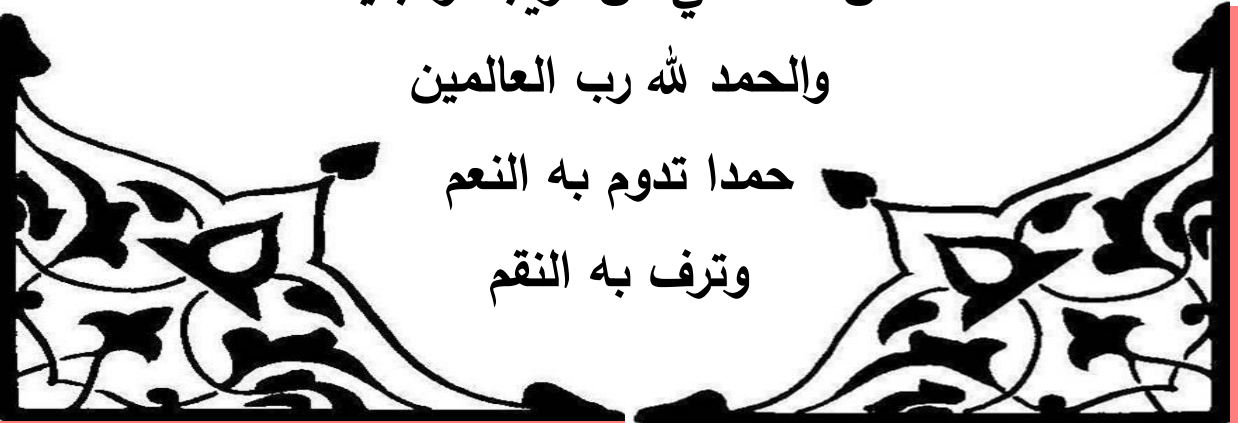 والحمد لله رب العالمين
حمدا تدوم به النعم
وترف به النقم